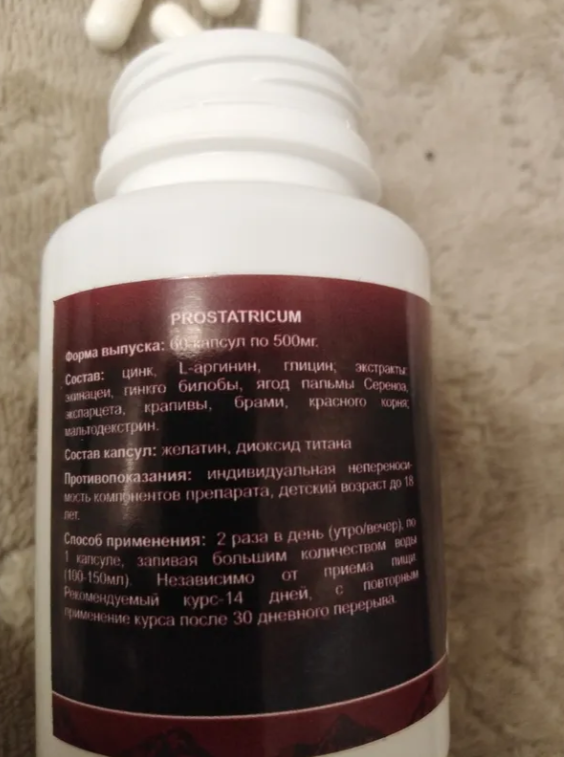 PROSTATRICUM
Форма выпуска: 60 капсул по 500мг.
Состав: цинк, L-аргинин, глицин, экстракты:
эхинацеи, гинкго билобы, ягод пальмы Сереноа,
эспарцета, крапивы, брами, красного корня;
мальтодекстрин.
Состав капсул: желатин, диоксид титана
Противопоказания: индивидуальная непереноси-
мость компонентов препарата, детский возраст до 18
лет.
Способ применения: 2 раза в день (утро/вечер), по
1 капсуле, запивая большим количеством воды
(100-150мл). Независимо от приема пищи.
Рекомендуемый курс-14 дней, с повторным
применение курса после 30 дневного перерыва.